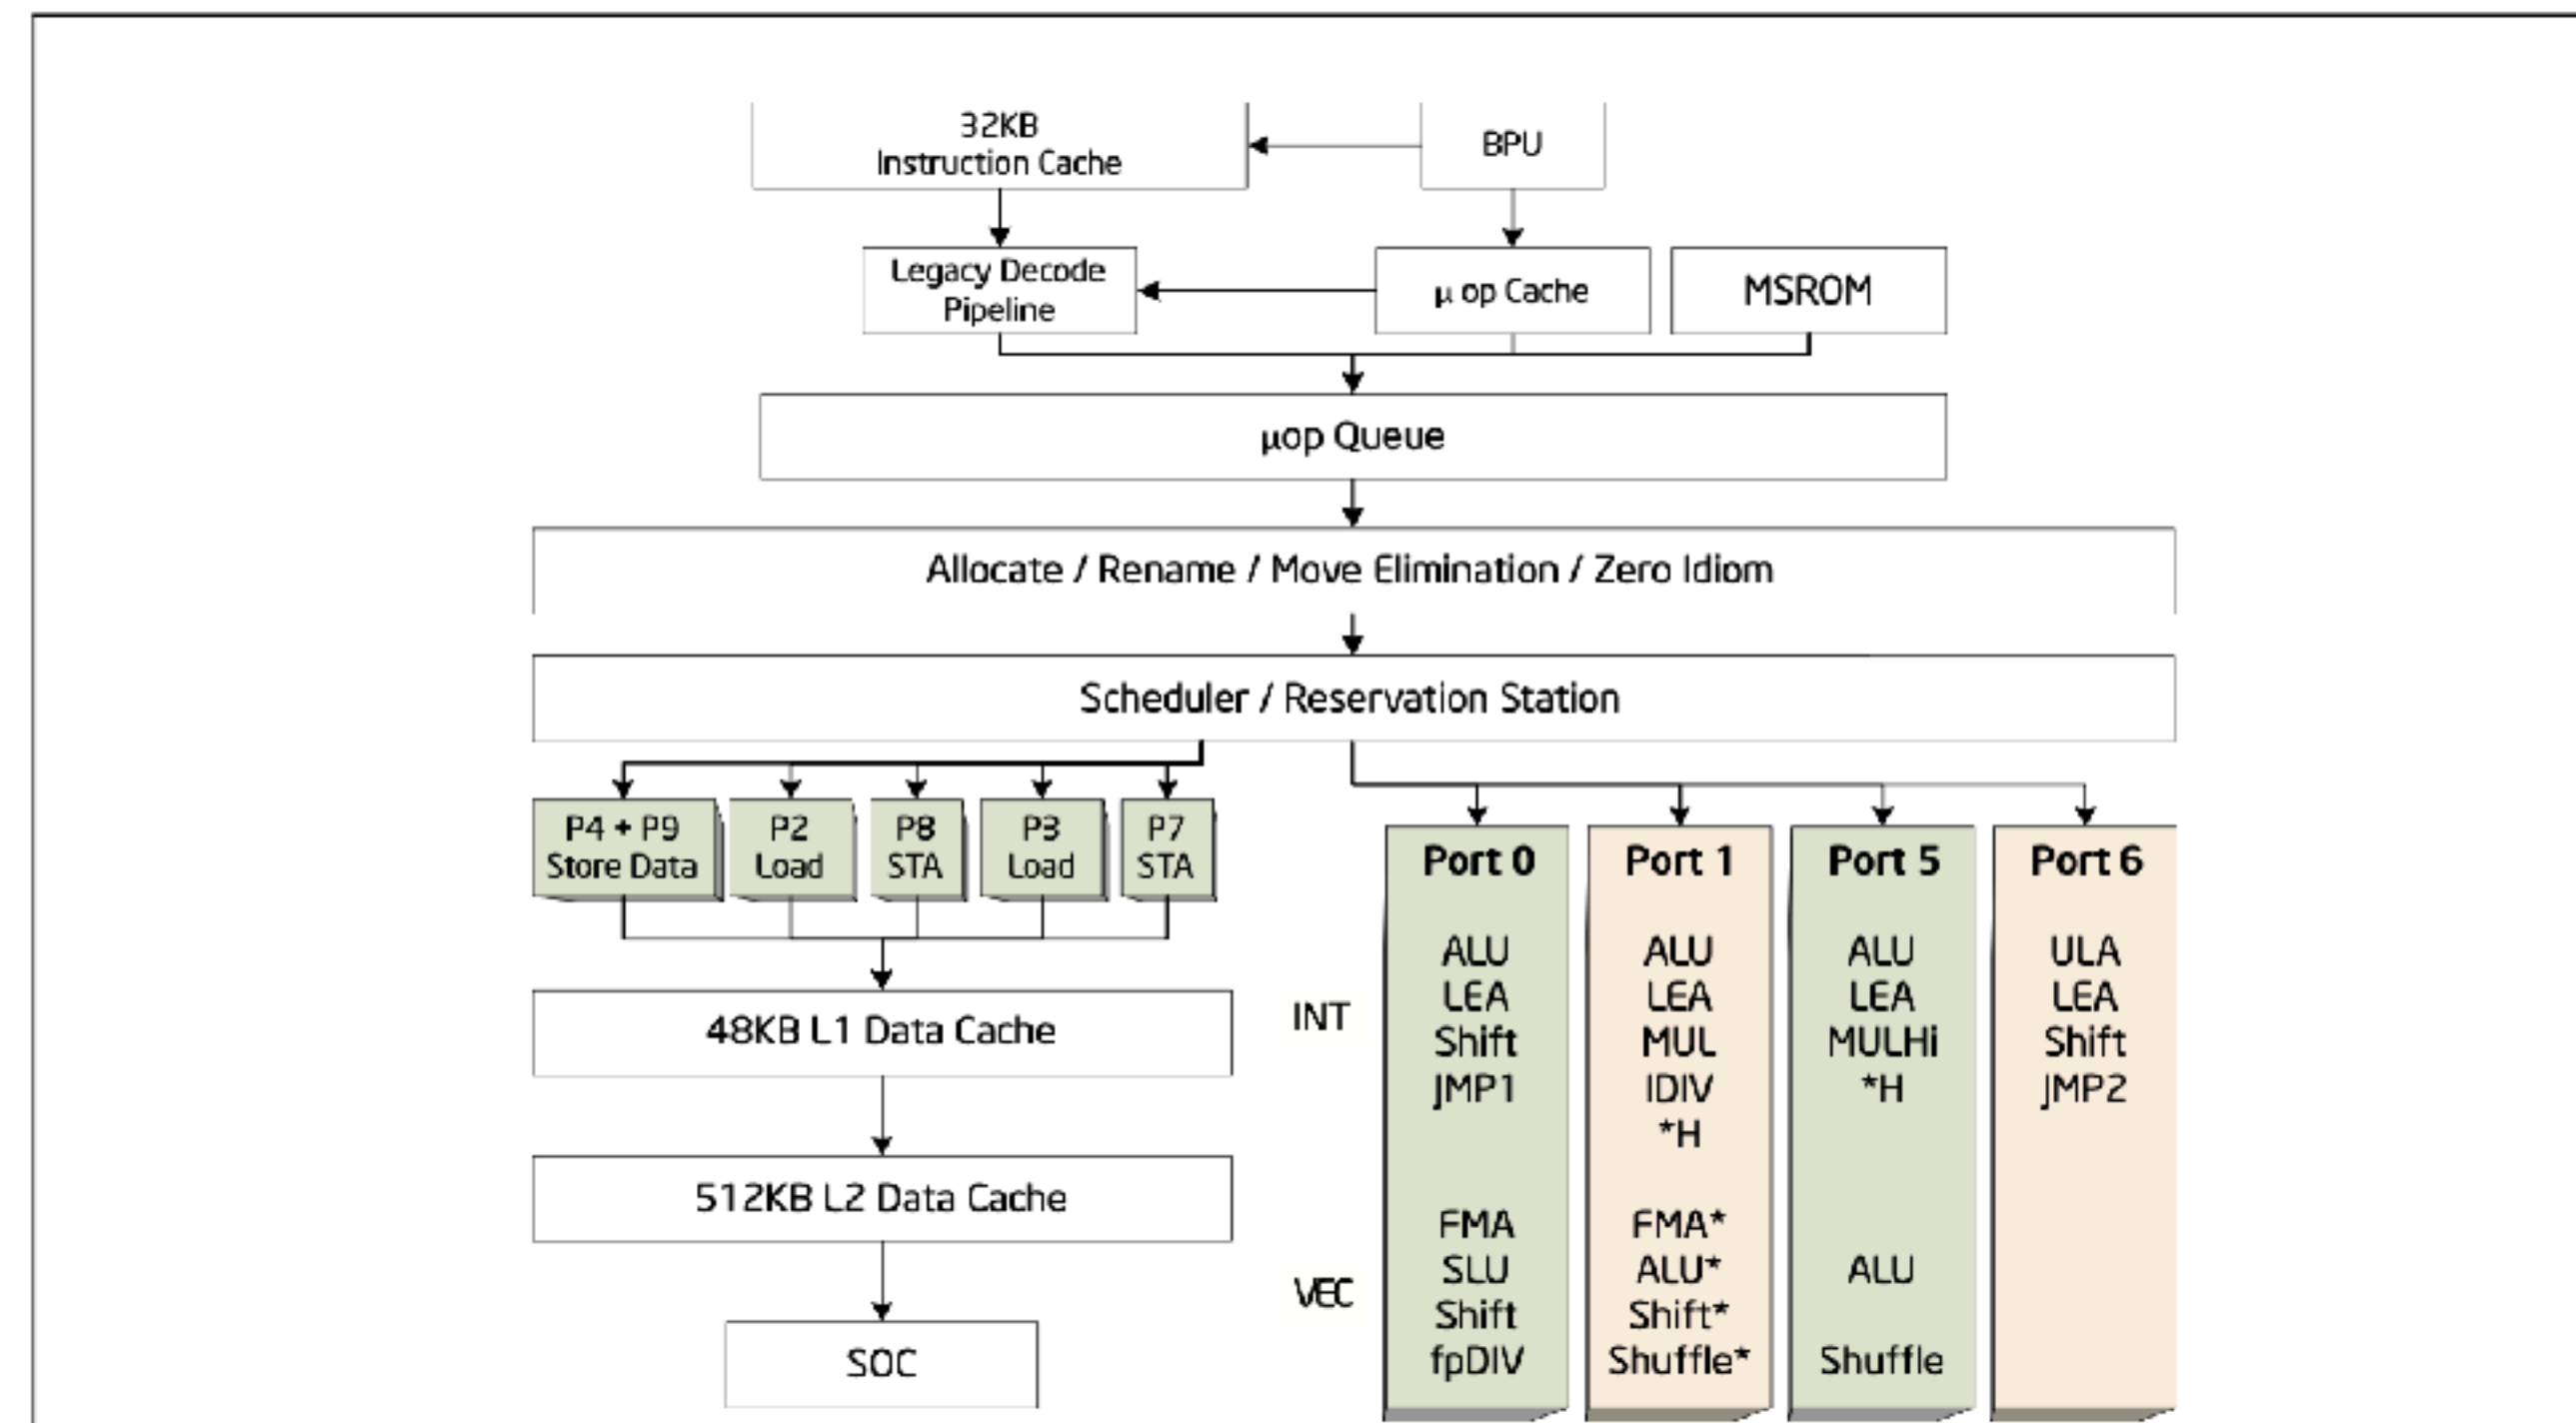 32KB
Instruction Cache
BPU
Legacy Decode
Pipeline
μ op Cache
MSROM
μop Queue
Allocate / Rename / Move Elimination / Zero Idiom
Scheduler / Reservation Station
P4 + P9
Store Data
P2
Load
P8
STA
P3
Load
P7
STA
48KB L1 Data Cache
512KB L2 Data Cache
SOC
INT
VEC
Port 0
ALU
LEA
Shift
JMP1
FMA
SLU
Shift
fpDIV
Port 1
ALU
LEA
MUL
IDIV
*H
FMA*
ALU*
Shift*
Shuffle*
Port 5
ALU
LEA
MULHi
*H
ALU
Shuffle
Port 6
ULA
LEA
Shift
JMP2